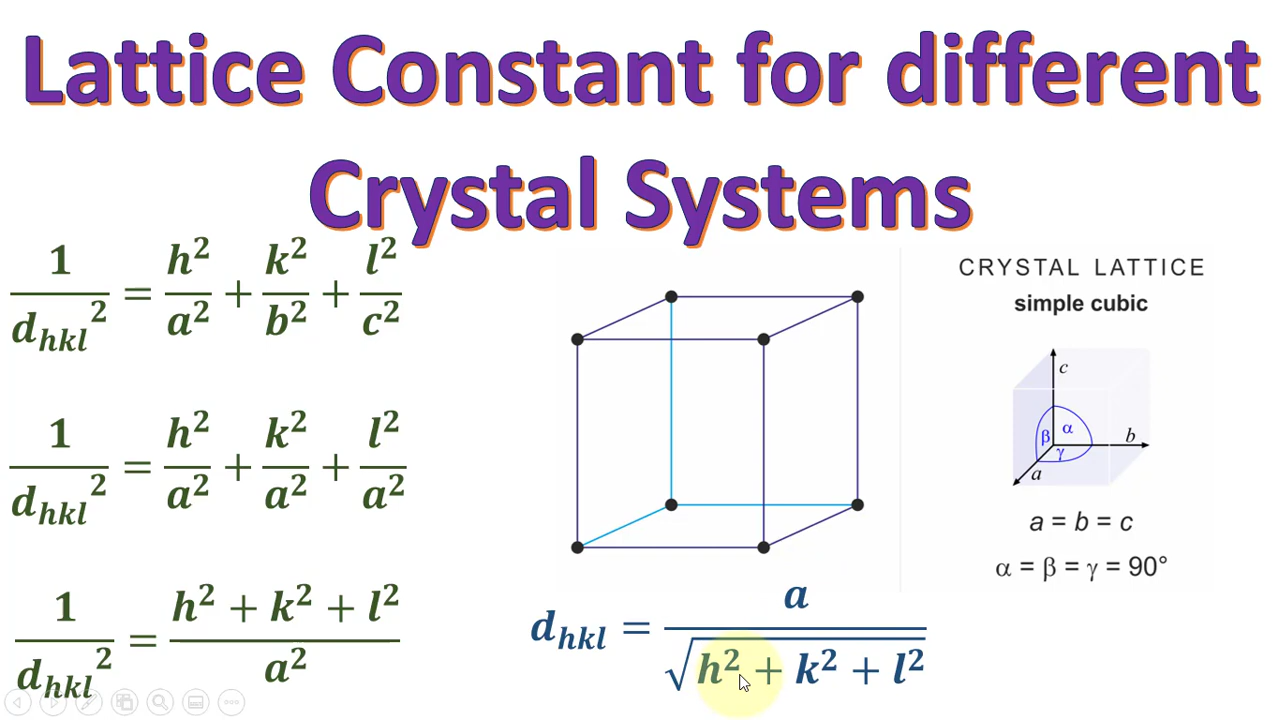 Lattice Constant for different
Crystal Systems
1/d_hkl² = h²/a² + k²/b² + l²/c²
1/d_hkl² = h²/a² + k²/a² + l²/a²
1/d_hkl² = (h² + k² + l²)/a²
d_hkl = a/√(h² + k² + l²)
CRYSTAL LATTICE
simple cubic
c
β α
γ
b
a
a = b = c
α = β = γ = 90°